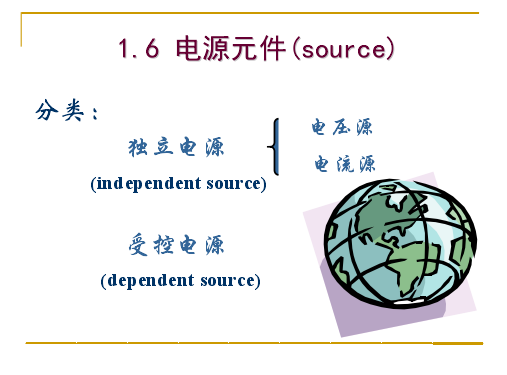 1.6 电源元件(source)
分类：
独立电源
电压源
电流源
(independent source)
受控电源
(dependent source)